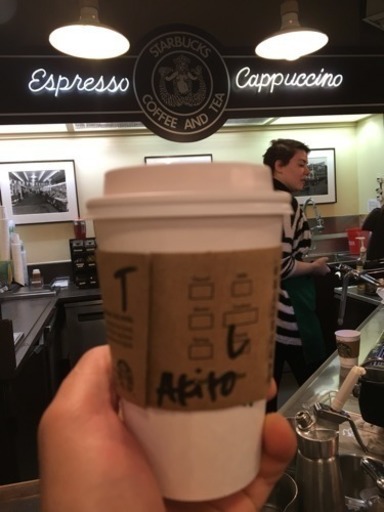 STARBUCKS
COFFEE AND TEA
Espresso
Cappuccino
T
L
Akito